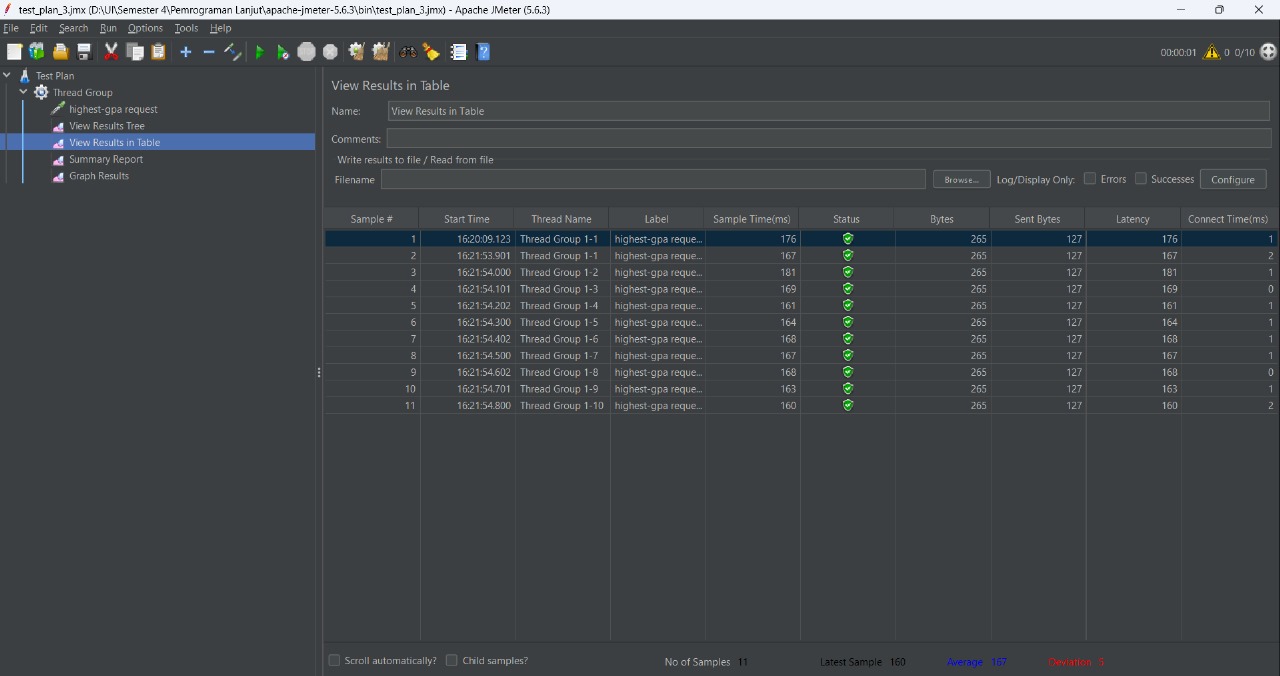 test_plan_3.jmx (D:\UI\Semester 4\Pemrograman Lanjut\apache-jmeter-5.6.3\bin\test_plan_3.jmx) - Apache JMeter (5.6.3)
File Edit Search Run Options Tools Help
00:00:01 0 0/10
Test Plan
Thread Group
highest-gpa request
View Results Tree
View Results in Table
Summary Report
Graph Results
View Results in Table
Name: View Results in Table
Comments:
Write results to file / Read from file
Filename Browse... Log/Display Only: Errors Successes Configure
Sample # Start Time Thread Name Label Sample Time(ms) Status Bytes Sent Bytes Latency Connect Time(ms)
1 16:20:09.123 Thread Group 1-1 highest-gpa reque... 176 265 127 176 1
2 16:21:53.901 Thread Group 1-1 highest-gpa reque... 167 265 127 167 2
3 16:21:54.000 Thread Group 1-2 highest-gpa reque... 181 265 127 181 1
4 16:21:54.101 Thread Group 1-3 highest-gpa reque... 169 265 127 169 0
5 16:21:54.202 Thread Group 1-4 highest-gpa reque... 161 265 127 161 1
6 16:21:54.300 Thread Group 1-5 highest-gpa reque... 164 265 127 164 1
7 16:21:54.402 Thread Group 1-6 highest-gpa reque... 168 265 127 168 1
8 16:21:54.500 Thread Group 1-7 highest-gpa reque... 167 265 127 167 1
9 16:21:54.602 Thread Group 1-8 highest-gpa reque... 168 265 127 168 0
10 16:21:54.701 Thread Group 1-9 highest-gpa reque... 163 265 127 163 1
11 16:21:54.800 Thread Group 1-10 highest-gpa reque... 160 265 127 160 2
Scroll automatically? Child samples? No of Samples 11 Latest Sample 160 Average 167 Deviation 5